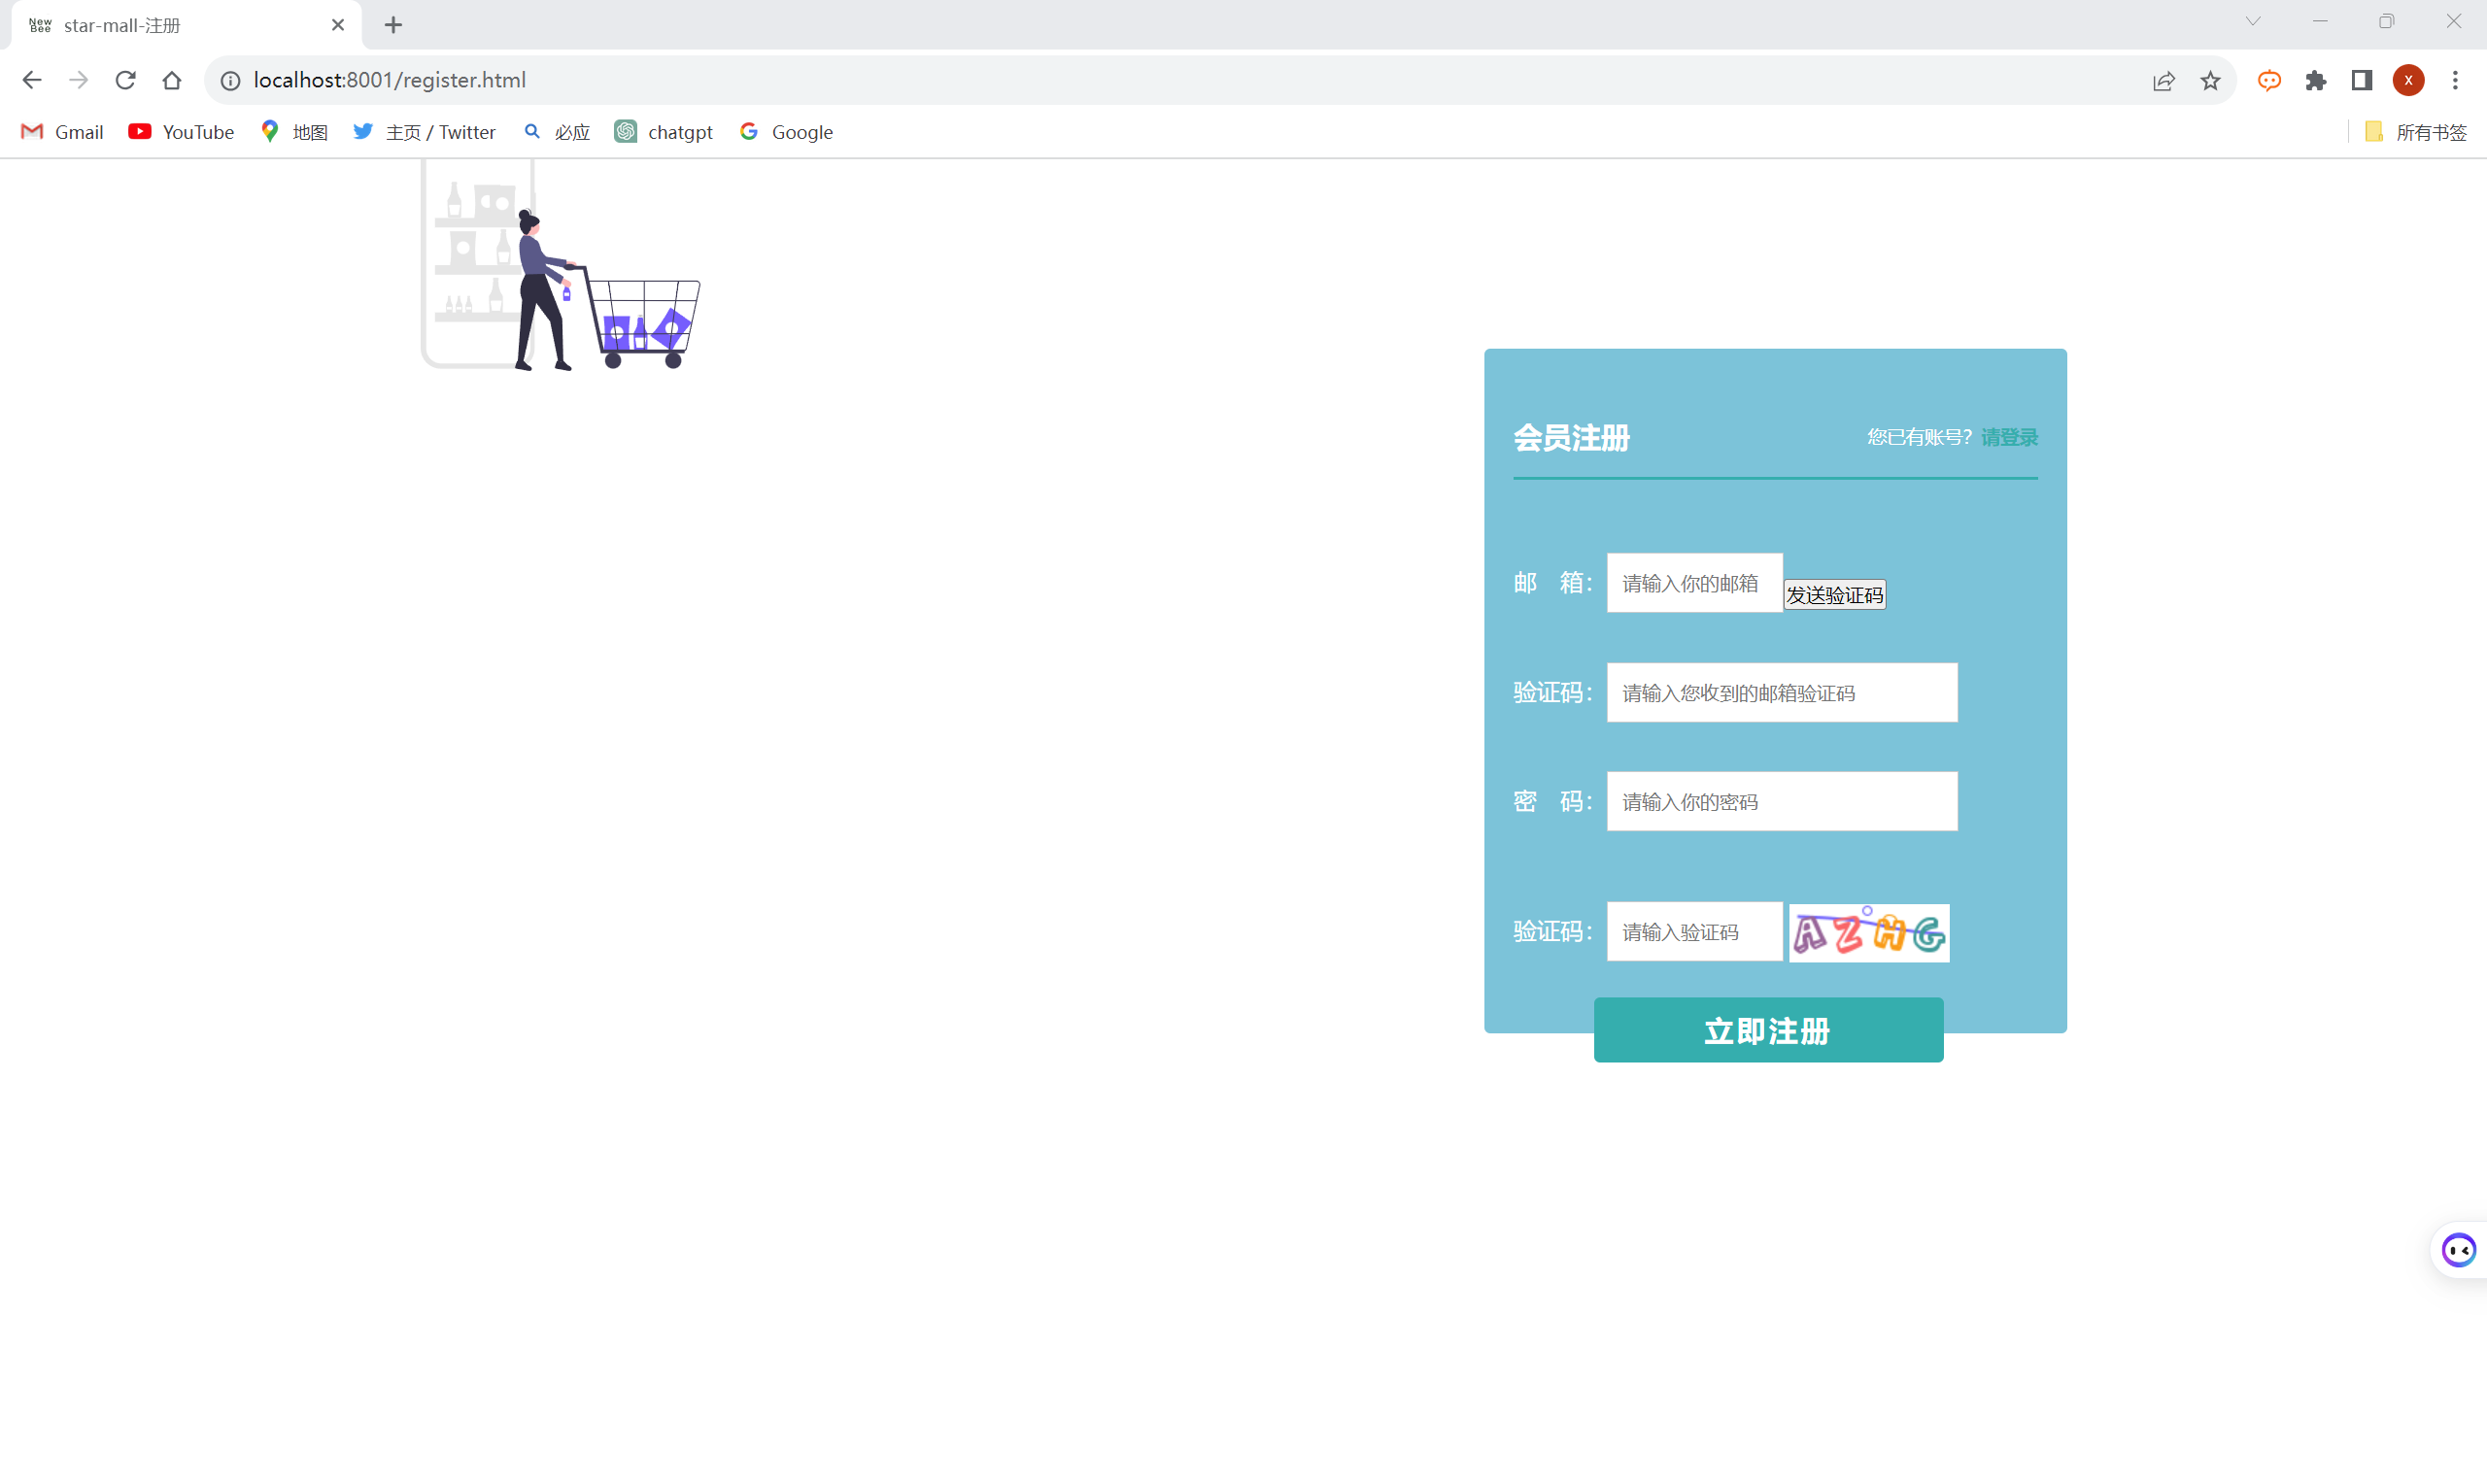 New
Bee
star-mall-注册
localhost:8001/register.html
X
Gmail
YouTube
地图
主页 / Twitter
必应
chatgpt
Google
所有书签
会员注册
您已有账号？请登录
邮 箱：
请输入你的邮箱
发送验证码
验证码：
请输入您收到的邮箱验证码
密 码：
请输入你的密码
验证码：
请输入验证码
AZHG
立即注册